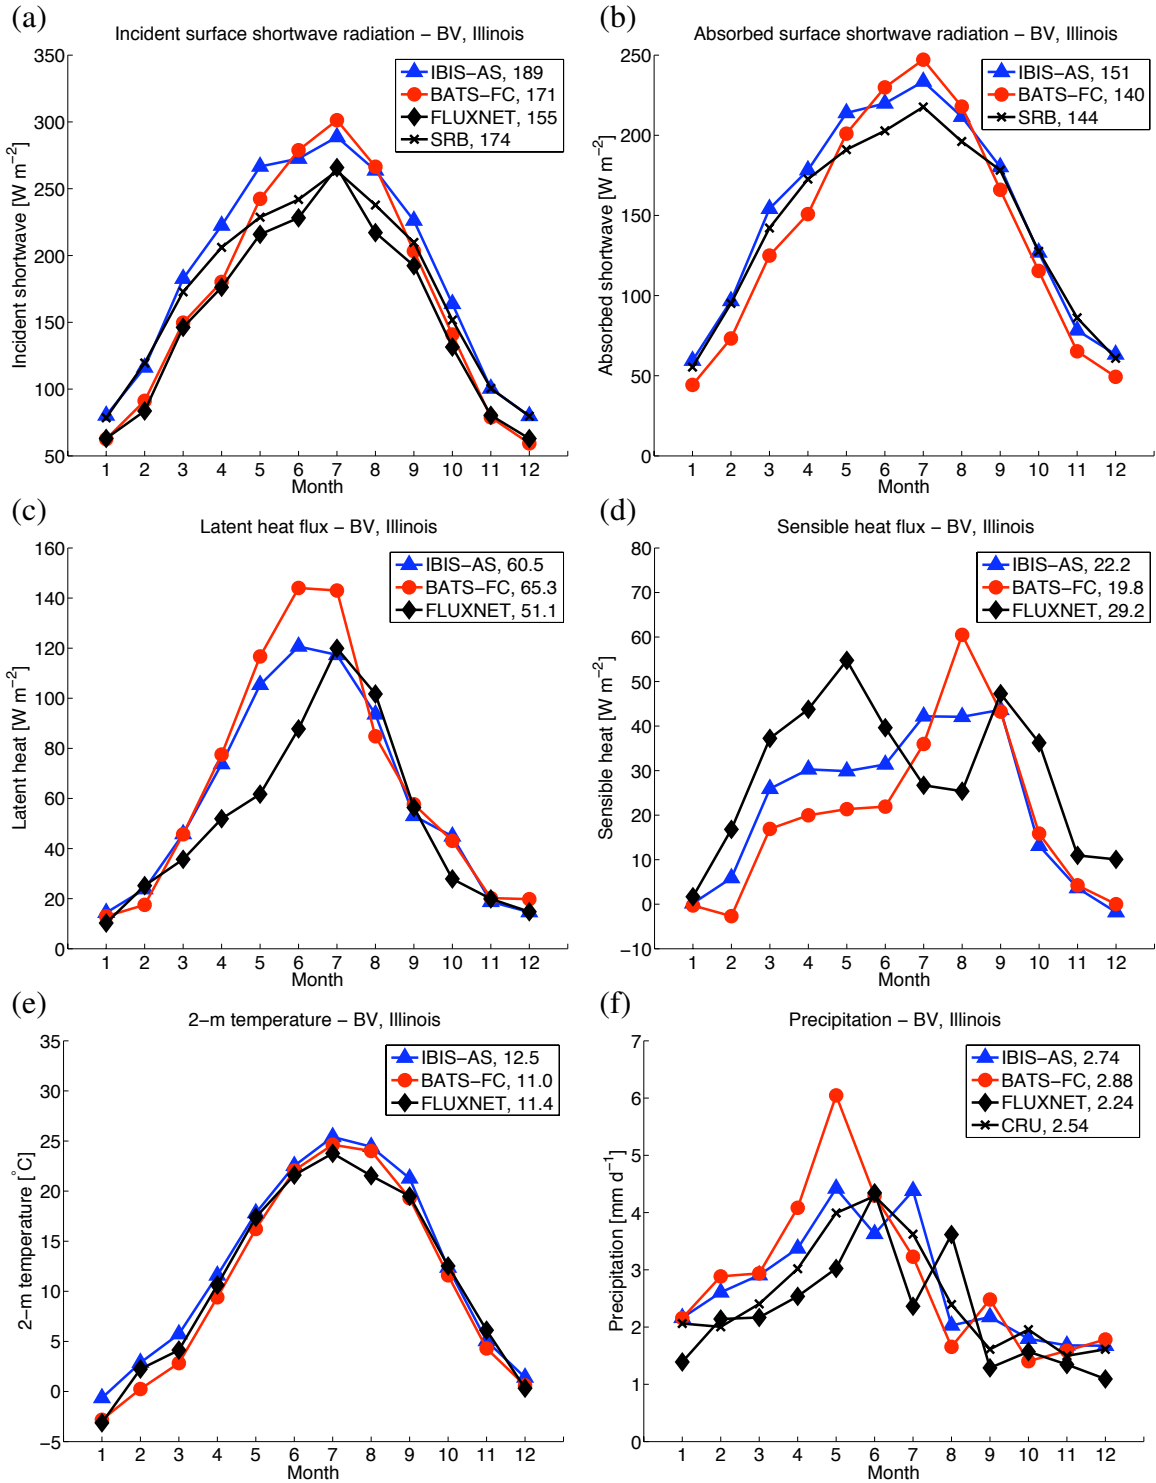 (a)
Incident surface shortwave radiation – BV, Illinois
350
300
250
200
150
100
50
Incident shortwave [W m−2]
IBIS−AS, 189
BATS−FC, 171
FLUXNET, 155
SRB, 174
1 2 3 4 5 6 7 8 9 10 11 12
Month
(b)
Absorbed surface shortwave radiation – BV, Illinois
250
200
150
100
50
0
Absorbed shortwave [W m−2]
IBIS−AS, 151
BATS−FC, 140
SRB, 144
1 2 3 4 5 6 7 8 9 10 11 12
Month
(c)
Latent heat flux – BV, Illinois
160
140
120
100
80
60
40
20
0
Latent heat [W m−2]
IBIS−AS, 60.5
BATS−FC, 65.3
FLUXNET, 51.1
1 2 3 4 5 6 7 8 9 10 11 12
Month
(d)
Sensible heat flux – BV, Illinois
80
70
60
50
40
30
20
10
0
−10
Sensible heat [W m−2]
IBIS−AS, 22.2
BATS−FC, 19.8
FLUXNET, 29.2
1 2 3 4 5 6 7 8 9 10 11 12
Month
(e)
2−m temperature – BV, Illinois
35
30
25
20
15
10
5
0
−5
2−m temperature [°C]
IBIS−AS, 12.5
BATS−FC, 11.0
FLUXNET, 11.4
1 2 3 4 5 6 7 8 9 10 11 12
Month
(f)
Precipitation – BV, Illinois
7
6
5
4
3
2
1
0
Precipitation [mm d−1]
IBIS−AS, 2.74
BATS−FC, 2.88
FLUXNET, 2.24
CRU, 2.54
1 2 3 4 5 6 7 8 9 10 11 12
Month